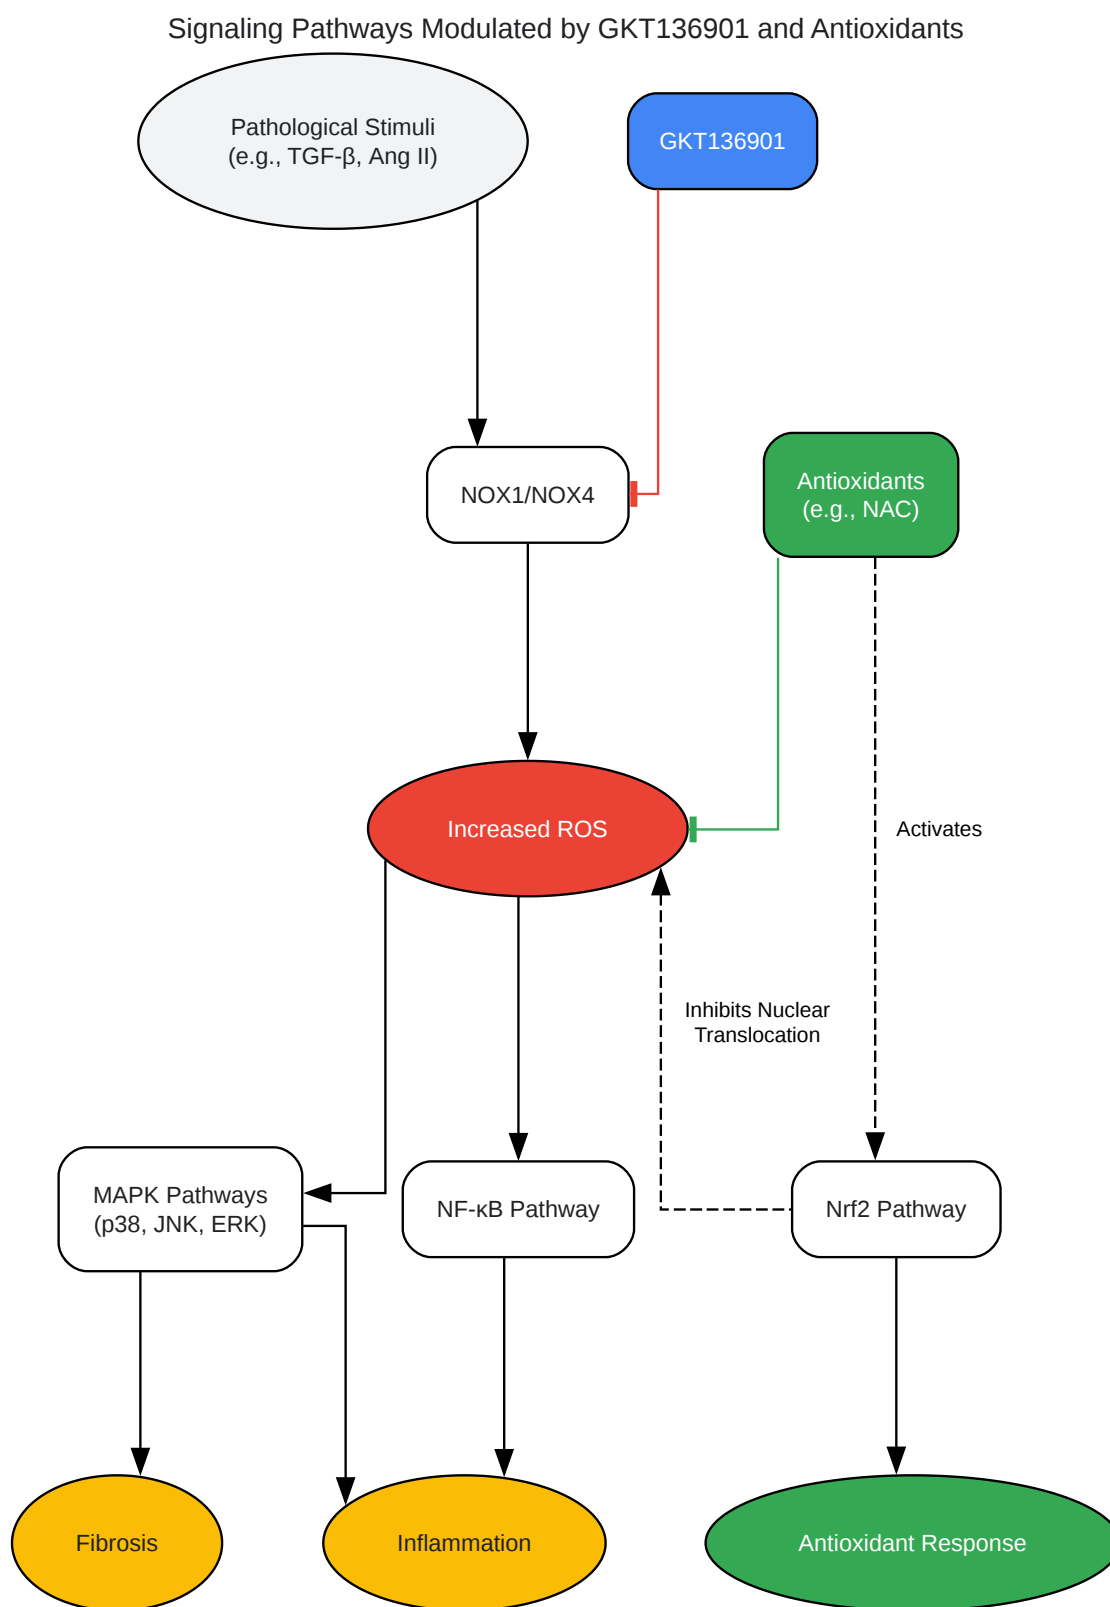 Signaling Pathways Modulated by GKT136901 and Antioxidants
Pathological Stimuli
(e.g., TGF-β, Ang II)
GKT136901
NOX1/NOX4
Antioxidants
(e.g., NAC)
Increased ROS
Activates
Inhibits Nuclear
Translocation
MAPK Pathways
(p38, JNK, ERK)
NF-κB Pathway
Nrf2 Pathway
Fibrosis
Inflammation
Antioxidant Response